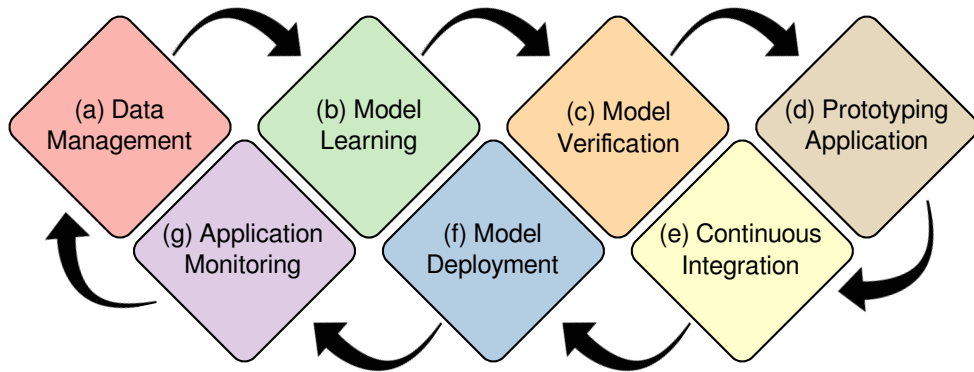 (a) Data
Management
(b) Model
Learning
(c) Model
Verification
(d) Prototyping
Application
(e) Continuous
Integration
(f) Model
Deployment
(g) Application
Monitoring